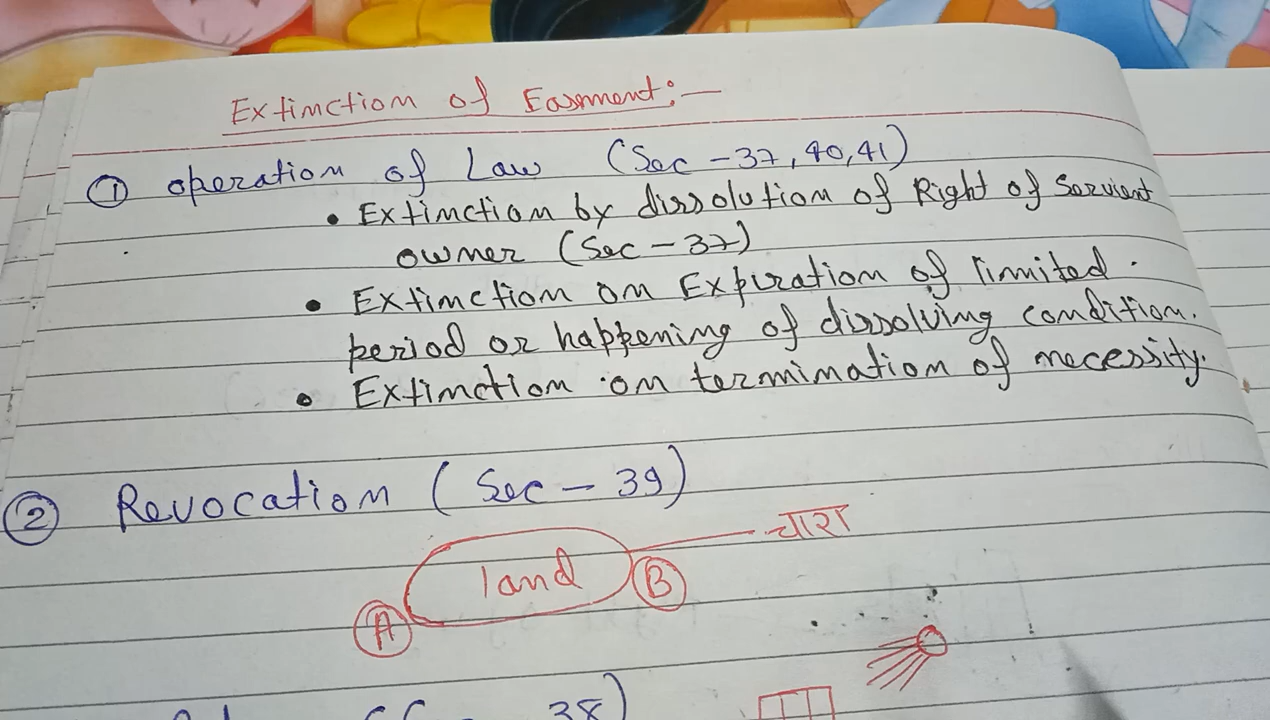 Extinction of Easement:-
① operation of Law (Sec - 37, 40, 41)
• Extinction by dissolution of Right of Servient
owner (Sec - 37)
• Extinction on Expiration of limited
period or happening of dissolving condition.
• Extinction on termination of necessity.
② Revocation (Sec - 39)
चारा
land
A
B
38)